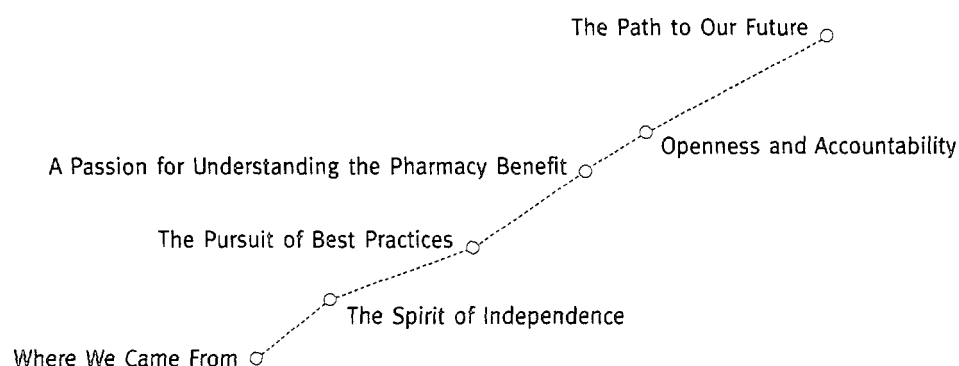 The Path to Our Future
Openness and Accountability
A Passion for Understanding the Pharmacy Benefit
The Pursuit of Best Practices
The Spirit of Independence
Where We Came From